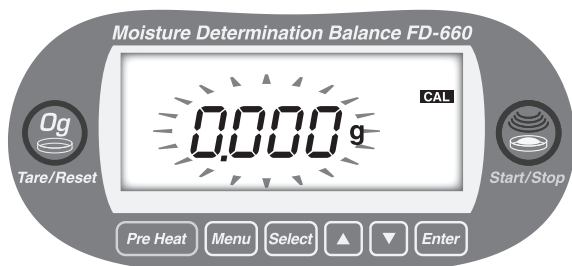 Moisture Determination Balance FD-660
CAL
0.000 g
0g
Tare/Reset
Start/Stop
Pre Heat Menu Select ▲ ▼ Enter